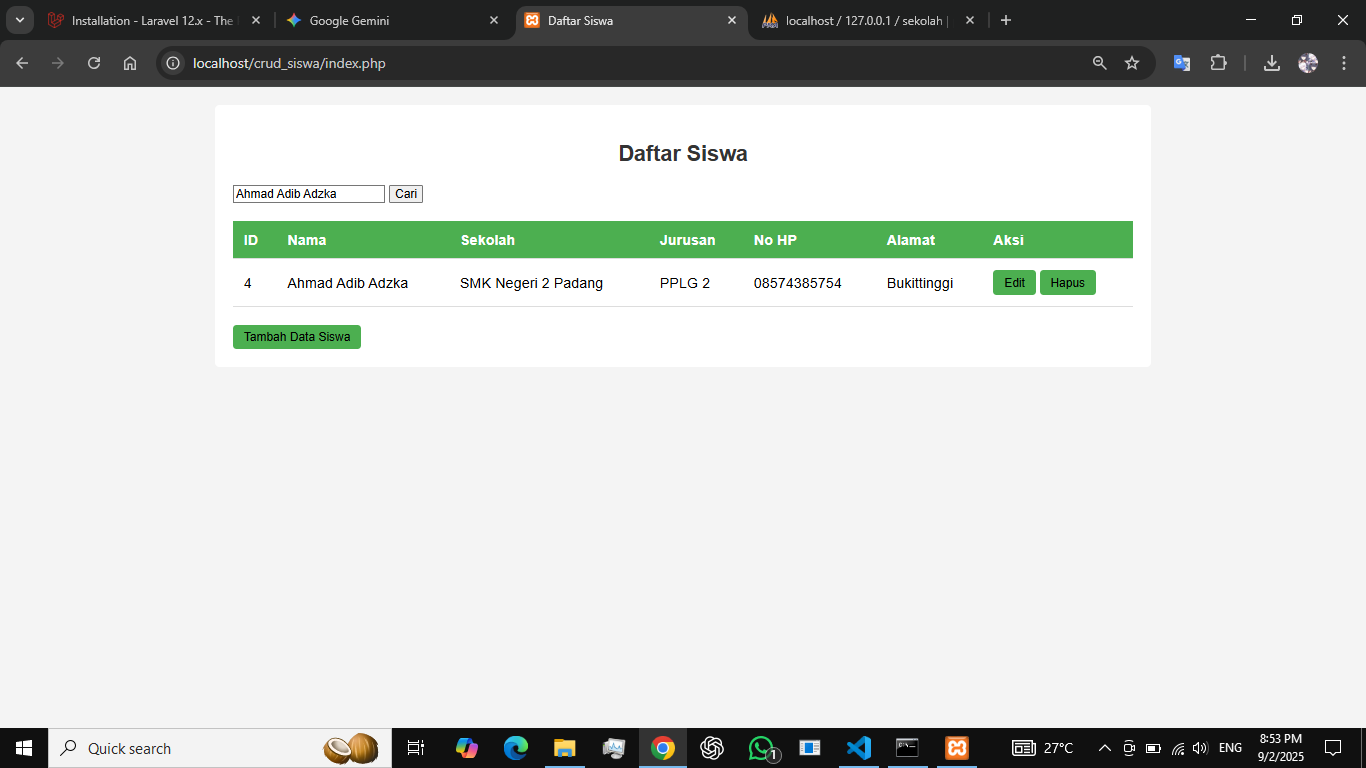 Installation - Laravel 12.x - The
Google Gemini
Daftar Siswa
localhost / 127.0.0.1 / sekolah |
localhost/crud_siswa/index.php
Daftar Siswa
Ahmad Adib Adzka Cari
ID Nama Sekolah Jurusan No HP Alamat Aksi
4 Ahmad Adib Adzka SMK Negeri 2 Padang PPLG 2 08574385754 Bukittinggi Edit Hapus
Tambah Data Siswa
Quick search
1
27°C
ENG
8:53 PM
9/2/2025